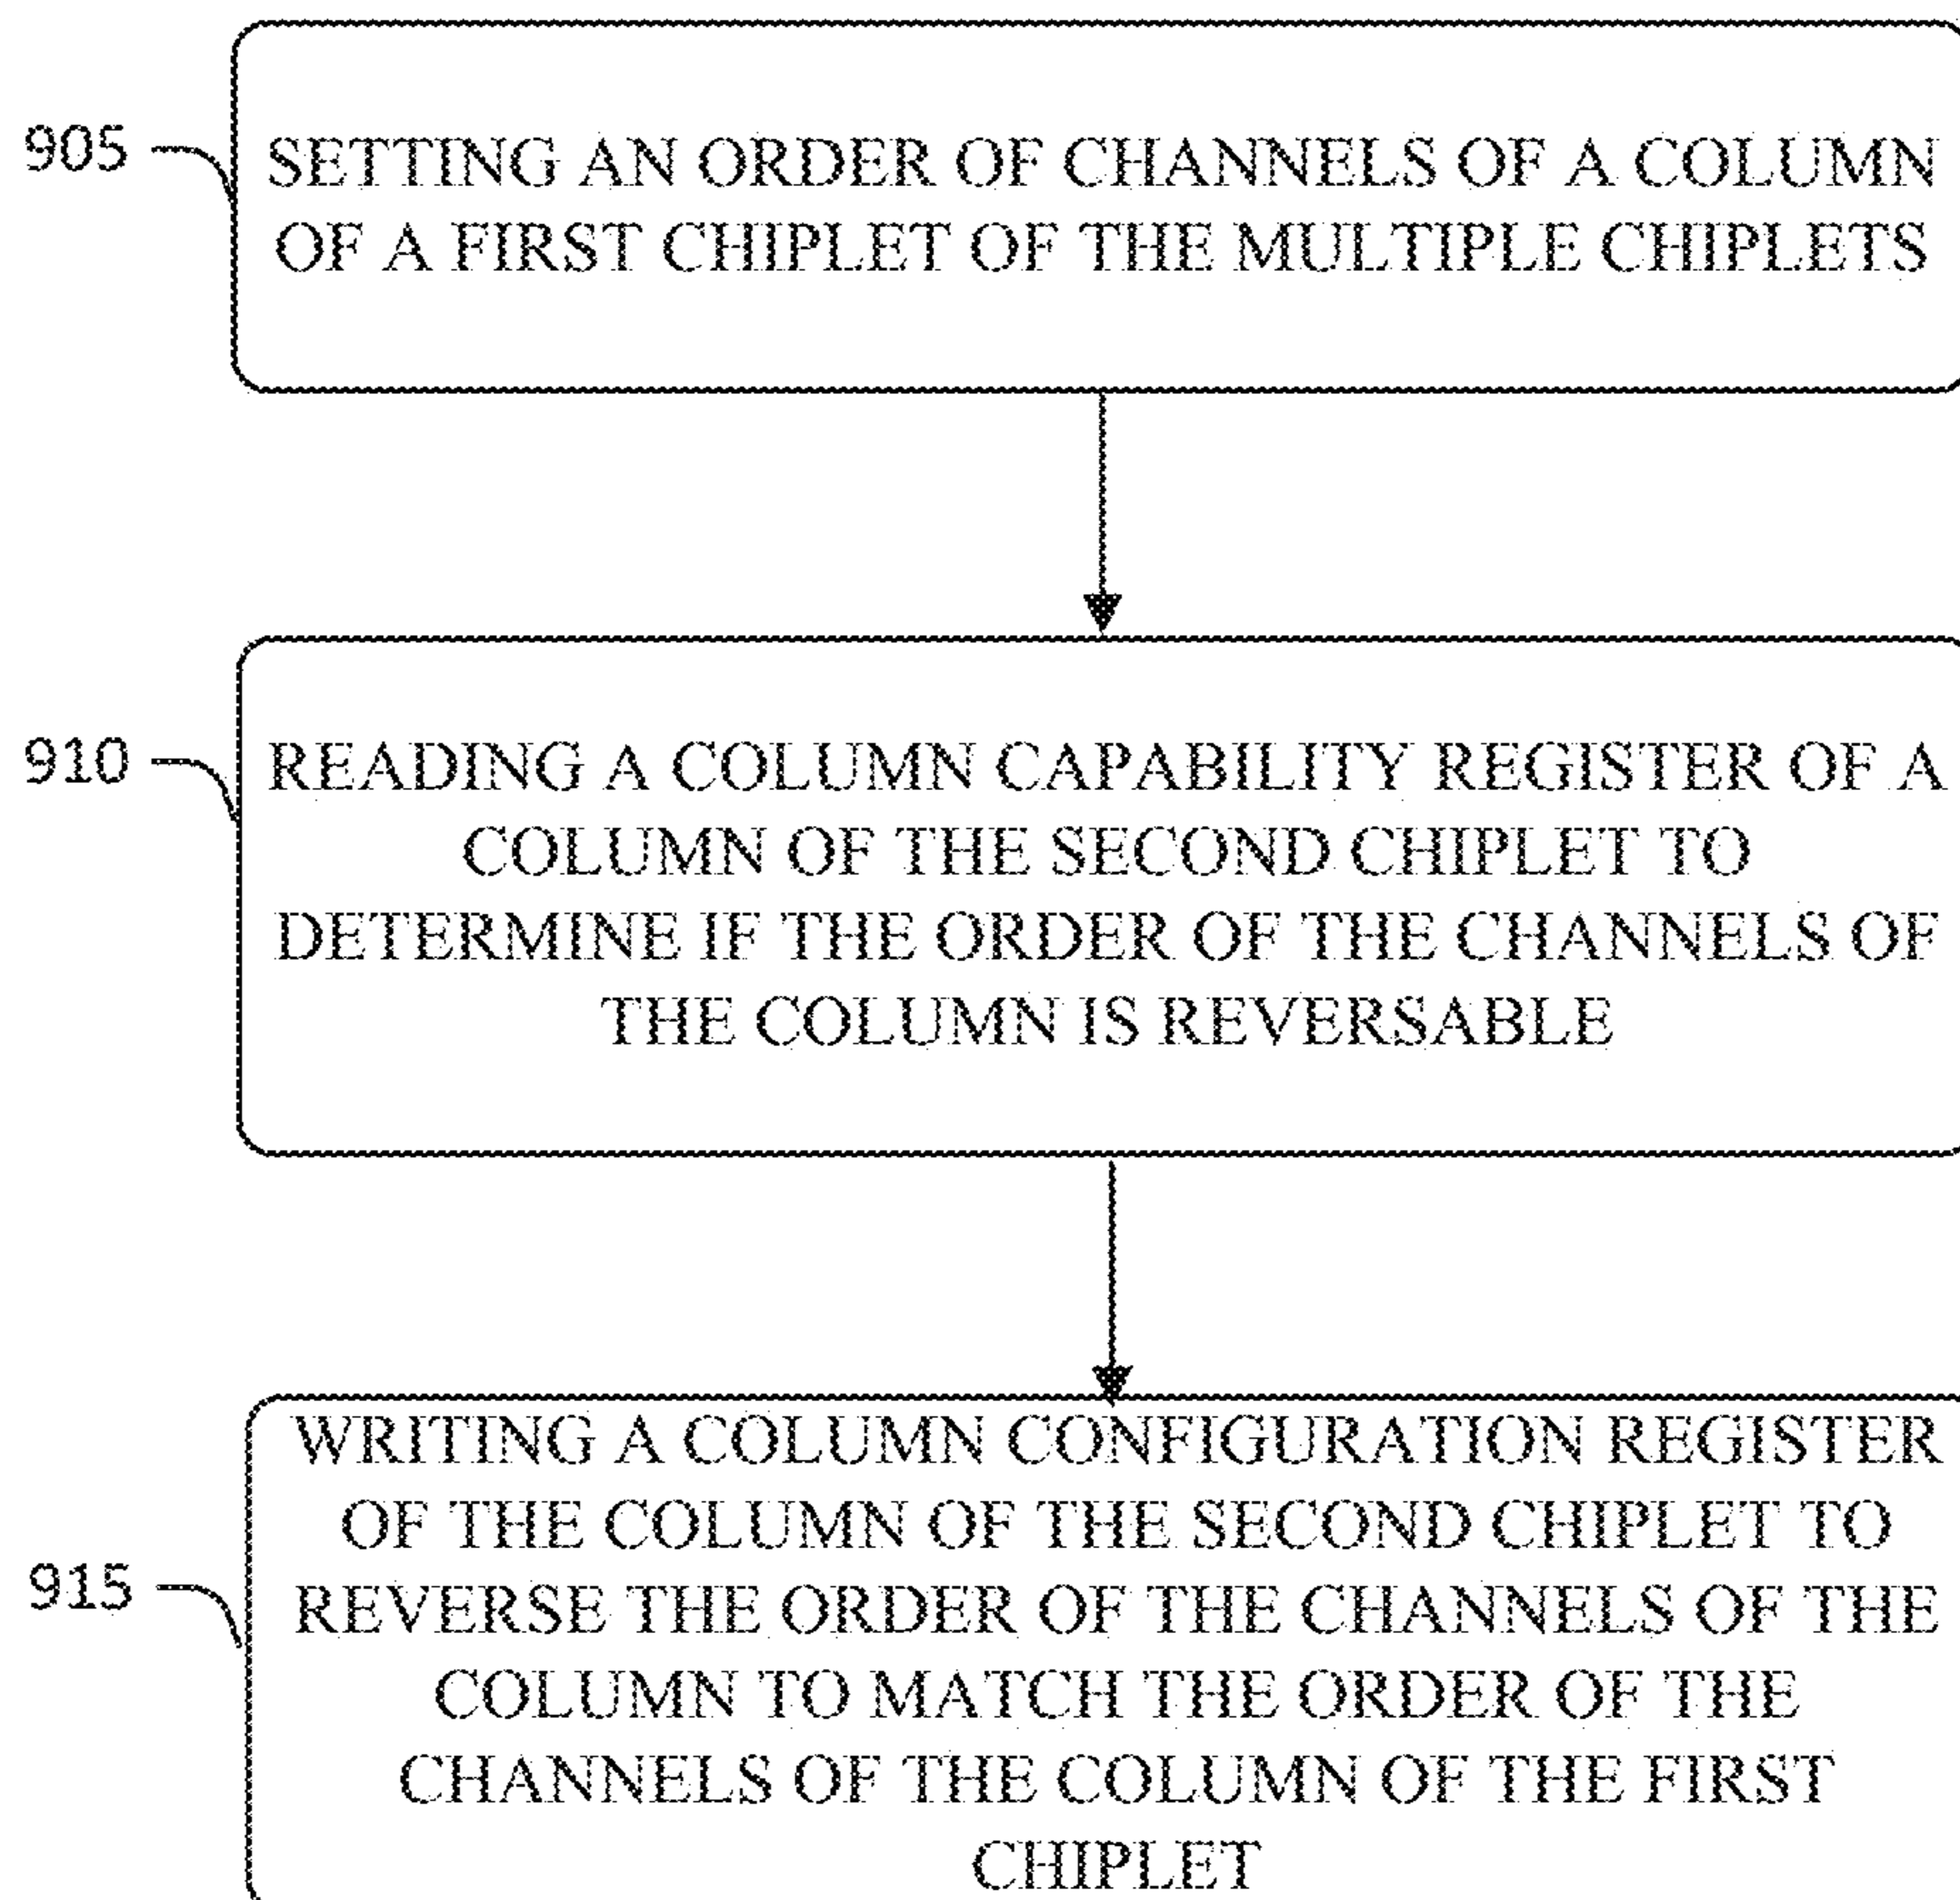 905
SETTING AN ORDER OF CHANNELS OF A COLUMN
OF A FIRST CHIPLET OF THE MULTIPLE CHIPLETS
910
READING A COLUMN CAPABILITY REGISTER OF A
COLUMN OF THE SECOND CHIPLET TO
DETERMINE IF THE ORDER OF THE CHANNELS OF
THE COLUMN IS REVERSABLE
915
WRITING A COLUMN CONFIGURATION REGISTER
OF THE COLUMN OF THE SECOND CHIPLET TO
REVERSE THE ORDER OF THE CHANNELS OF THE
COLUMN TO MATCH THE ORDER OF THE
CHANNELS OF THE COLUMN OF THE FIRST
CHIPLET